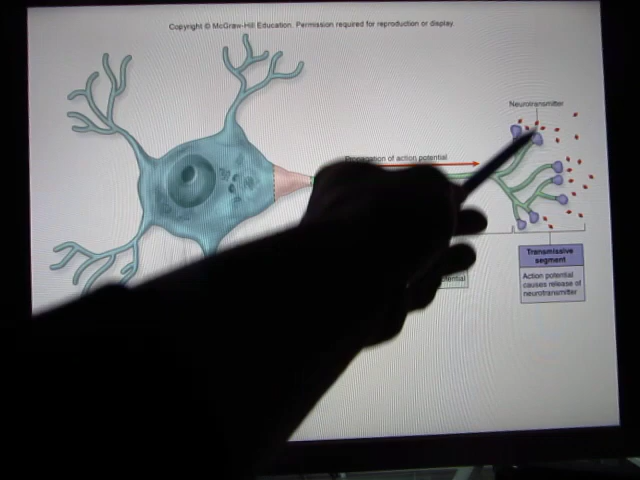 Copyright © McGraw-Hill Education. Permission required for reproduction or display.
Neurotransmitter
Propagation of action potential
Transmissive
segment
Action potential
causes release of
neurotransmitter